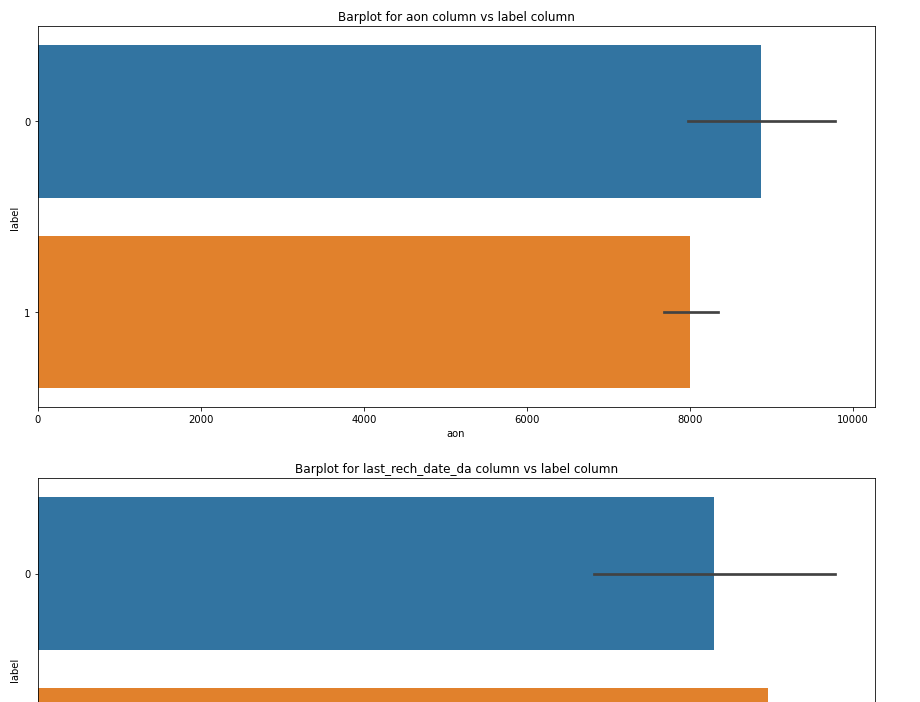 Barplot for aon column vs label column
0
label
1
0 2000 4000 6000 8000 10000
aon
Barplot for last_rech_date_da column vs label column
0
label